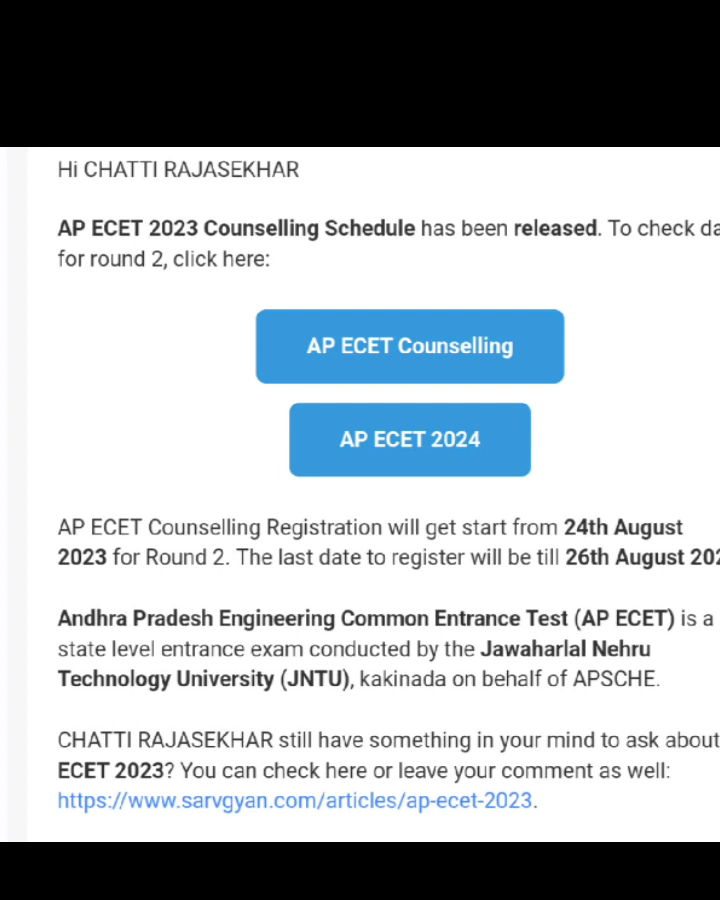 Hi CHATTI RAJASEKHAR
AP ECET 2023 Counselling Schedule has been released. To check da
for round 2, click here:
AP ECET Counselling
AP ECET 2024
AP ECET Counselling Registration will get start from 24th August
2023 for Round 2. The last date to register will be till 26th August 202
Andhra Pradesh Engineering Common Entrance Test (AP ECET) is a
state level entrance exam conducted by the Jawaharlal Nehru
Technology University (JNTU), kakinada on behalf of APSCHE.
CHATTI RAJASEKHAR still have something in your mind to ask about
ECET 2023? You can check here or leave your comment as well:
https://www.sarvgyan.com/articles/ap-ecet-2023.